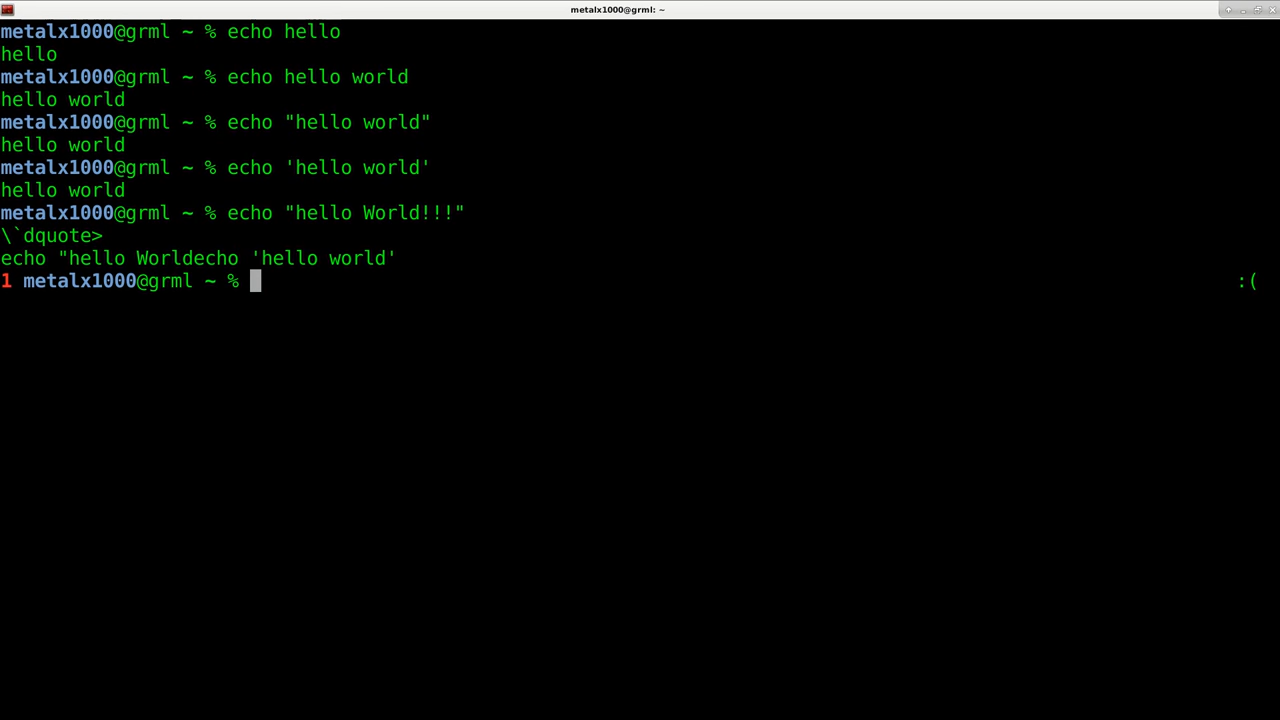 metalx1000@grml: ~
metalx1000@grml ~ % echo hello
hello
metalx1000@grml ~ % echo hello world
hello world
metalx1000@grml ~ % echo "hello world"
hello world
metalx1000@grml ~ % echo 'hello world'
hello world
metalx1000@grml ~ % echo "hello World!!!"
\`dquote>
echo "hello Worldecho 'hello world'
1 metalx1000@grml ~ % :(